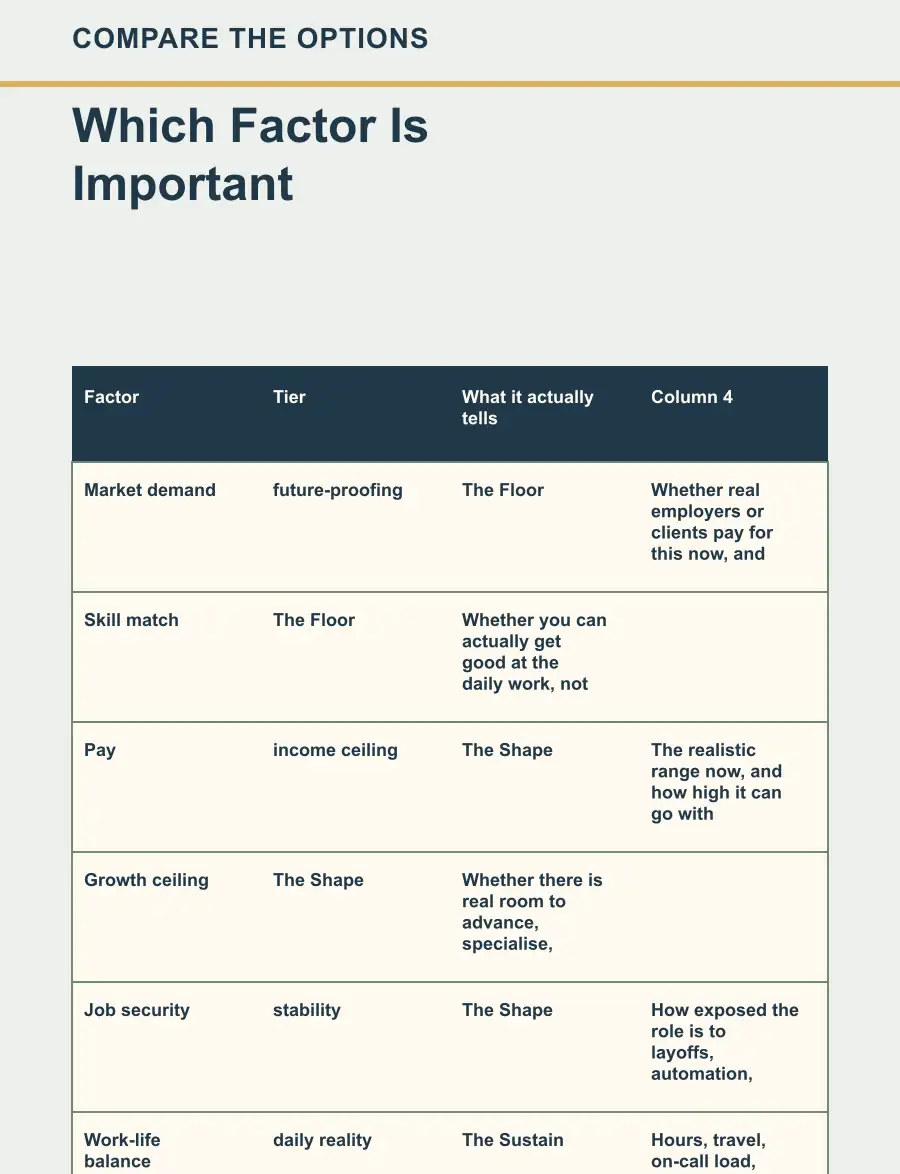 COMPARE THE OPTIONS
Which Factor Is
Important
Factor
Tier
What it actually
tells
Column 4
Market demand
future-proofing
The Floor
Whether real
employers or
clients pay for
this now, and
Skill match
The Floor
Whether you can
actually get
good at the
daily work, not
Pay
income ceiling
The Shape
The realistic
range now, and
how high it can
go with
Growth ceiling
The Shape
Whether there is
real room to
advance,
specialise,
Job security
stability
The Shape
How exposed the
role is to
layoffs,
automation,
Work-life
balance
daily reality
The Sustain
Hours, travel,
on-call load,